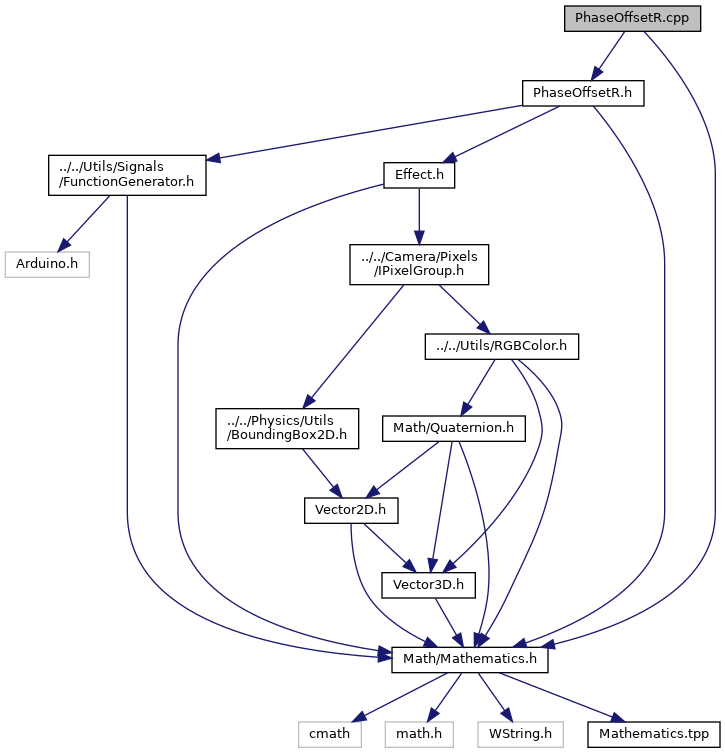 PhaseOffsetR.cpp
PhaseOffsetR.h
../../Utils/Signals
/FunctionGenerator.h
Effect.h
Arduino.h
../../Camera/Pixels
/IPixelGroup.h
../../Utils/RGBColor.h
../../Physics/Utils
/BoundingBox2D.h
Math/Quaternion.h
Vector2D.h
Vector3D.h
Math/Mathematics.h
cmath
math.h
WString.h
Mathematics.tpp